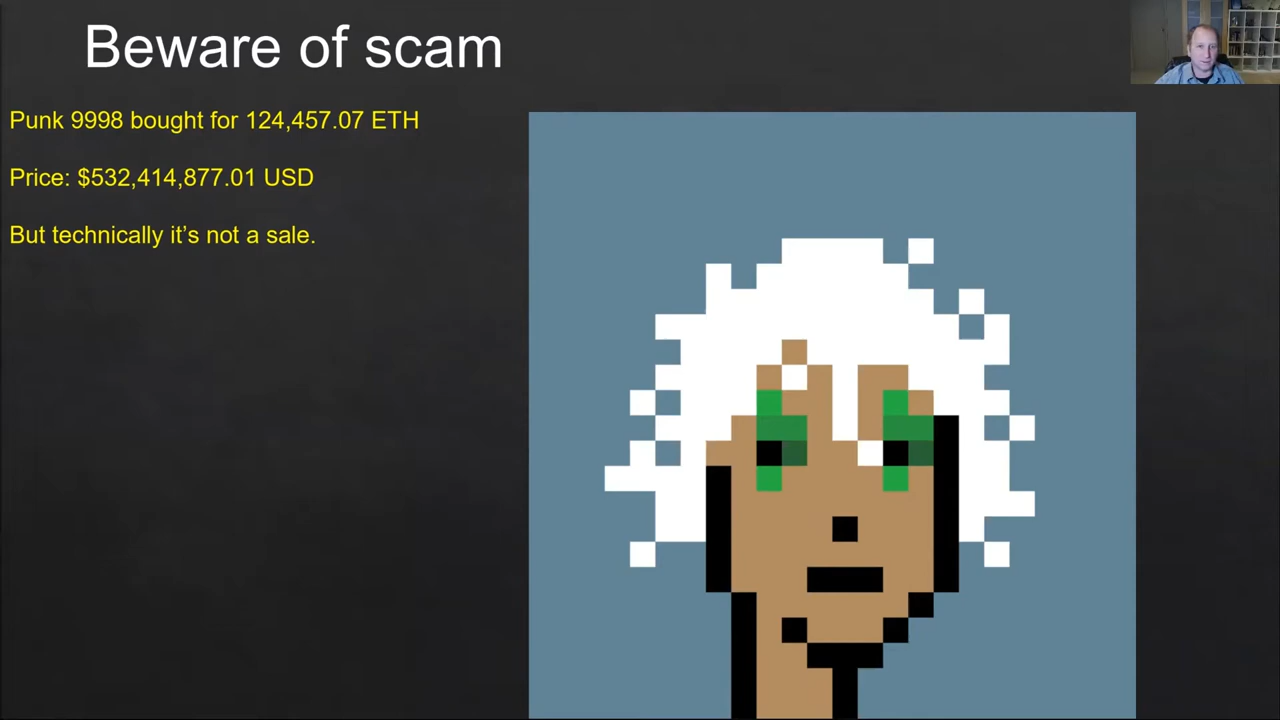 Beware of scam
Punk 9998 bought for 124,457.07 ETH
Price: $532,414,877.01 USD
But technically it’s not a sale.